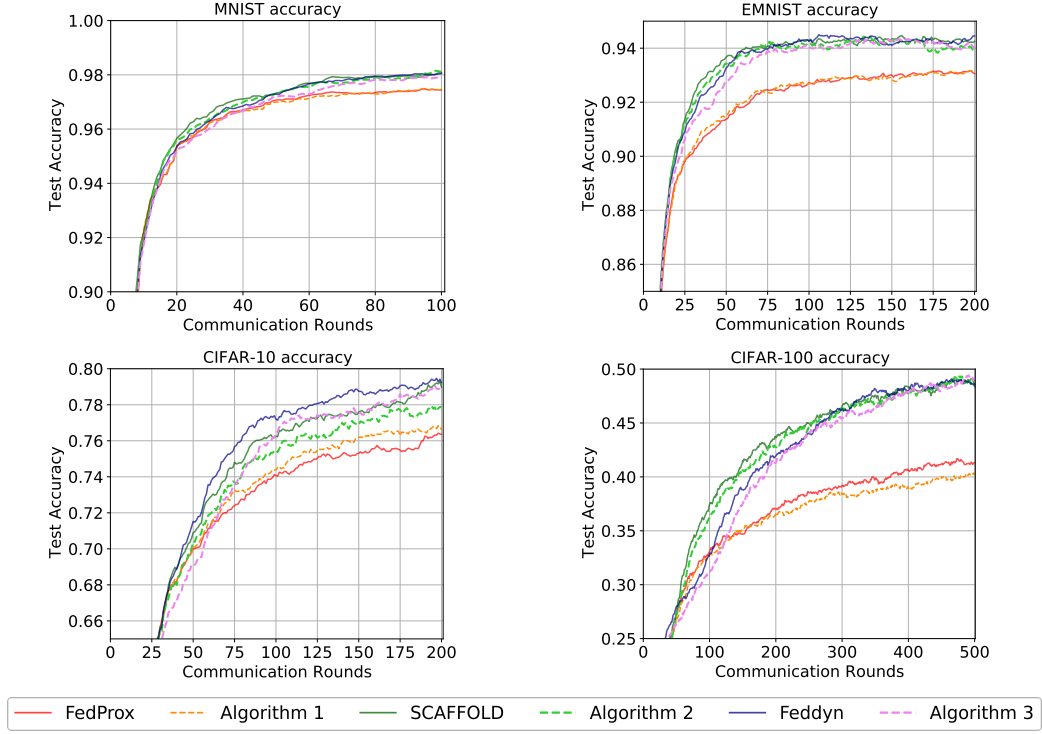 MNIST accuracy
1.00
0.98
0.96
0.94
0.92
0.90
Test Accuracy
0 20 40 60 80 100
Communication Rounds
EMNIST accuracy
0.94
0.92
0.90
0.88
0.86
Test Accuracy
0 25 50 75 100 125 150 175 200
Communication Rounds
CIFAR-10 accuracy
0.80
0.78
0.76
0.74
0.72
0.70
0.68
0.66
Test Accuracy
0 25 50 75 100 125 150 175 200
Communication Rounds
CIFAR-100 accuracy
0.50
0.45
0.40
0.35
0.30
0.25
Test Accuracy
0 100 200 300 400 500
Communication Rounds
FedProx Algorithm 1 SCAFFOLD Algorithm 2 Feddyn Algorithm 3